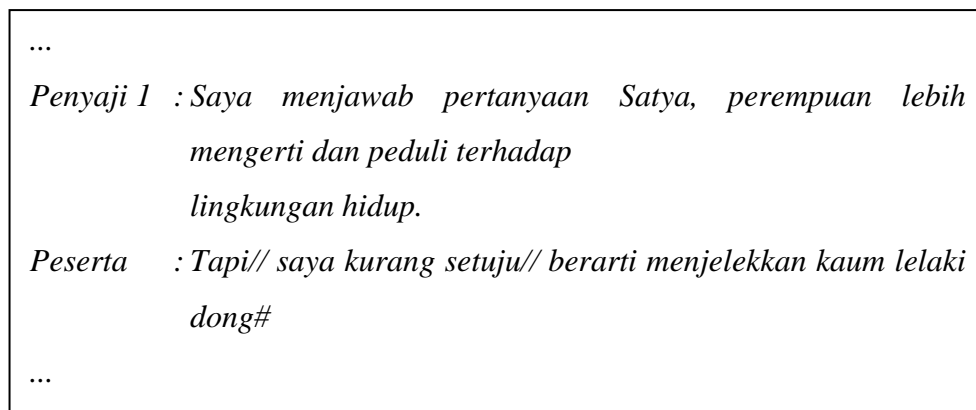 ...
Penyaji 1 : Saya menjawab pertanyaan Satya, perempuan lebih
mengerti dan peduli terhadap
lingkungan hidup.
Peserta : Tapi// saya kurang setuju// berarti menjelekkan kaum lelaki
dong#
...